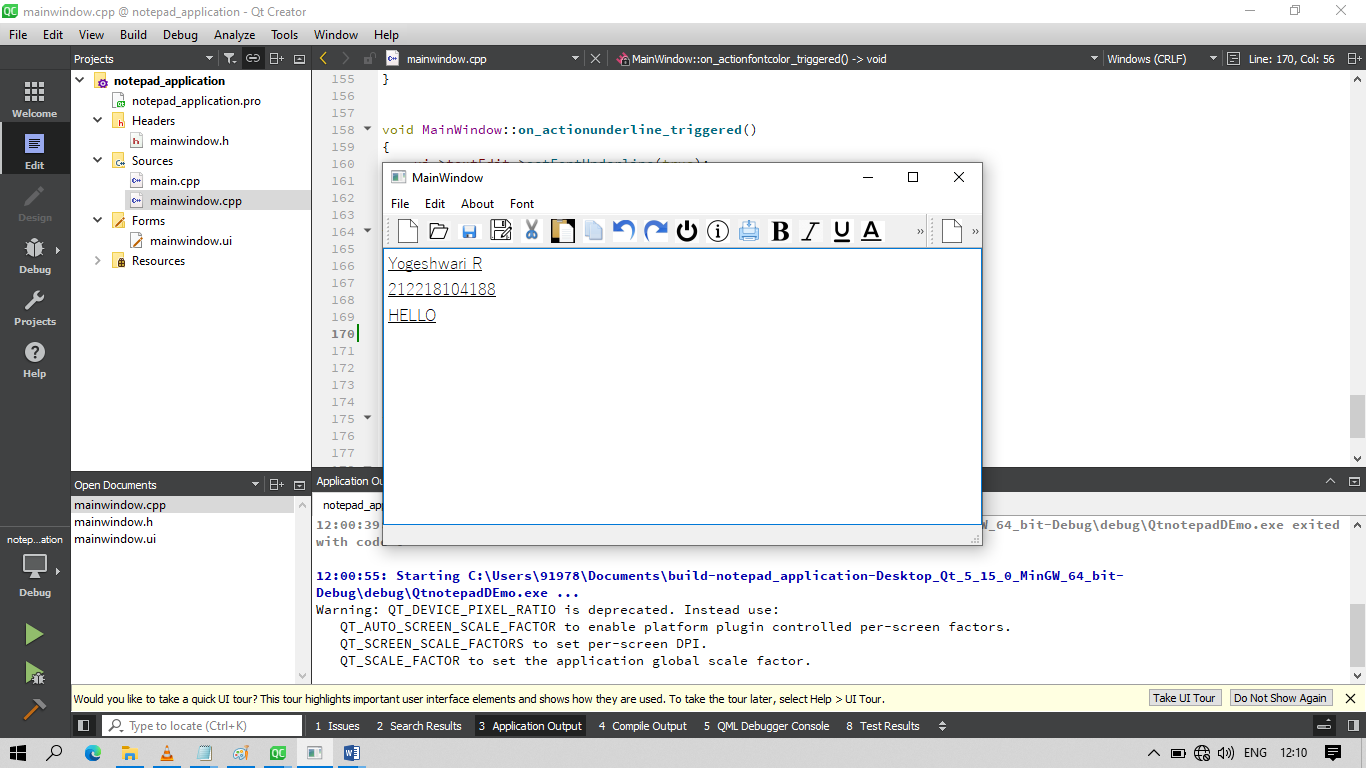 mainwindow.cpp @ notepad_application - Qt Creator
File Edit View Build Debug Analyze Tools Window Help
Projects
mainwindow.cpp
MainWindow::on_actionfontcolor_triggered() -> void
Windows (CRLF)
Line: 170, Col: 56
Welcome
Edit
Design
Debug
Projects
Help
notepad_application
notepad_application.pro
Headers
mainwindow.h
Sources
main.cpp
mainwindow.cpp
Forms
mainwindow.ui
Resources
155 }
156
157
158 void MainWindow::on_actionunderline_triggered()
159 {
160
161
162
163
164
165
166
167
168
169
170
171
172
173
174
175
176
177
MainWindow
File Edit About Font
B I U A
Yogeshwari R
212218104188
HELLO
Open Documents
mainwindow.cpp
mainwindow.h
mainwindow.ui
notep...ation
Debug
Application Ou
notepad_ap
12:00:39 _64_bit-Debug\debug\QtnotepadDEmo.exe exited
with code
12:00:55: Starting C:\Users\91978\Documents\build-notepad_application-Desktop_Qt_5_15_0_MinGW_64_bit-
Debug\debug\QtnotepadDEmo.exe ...
Warning: QT_DEVICE_PIXEL_RATIO is deprecated. Instead use:
QT_AUTO_SCREEN_SCALE_FACTOR to enable platform plugin controlled per-screen factors.
QT_SCREEN_SCALE_FACTORS to set per-screen DPI.
QT_SCALE_FACTOR to set the application global scale factor.
Would you like to take a quick UI tour? This tour highlights important user interface elements and shows how they are used. To take the tour later, select Help > UI Tour.
Take UI Tour
Do Not Show Again
Type to locate (Ctrl+K)
1 Issues 2 Search Results 3 Application Output 4 Compile Output 5 QML Debugger Console 8 Test Results
ENG 12:10